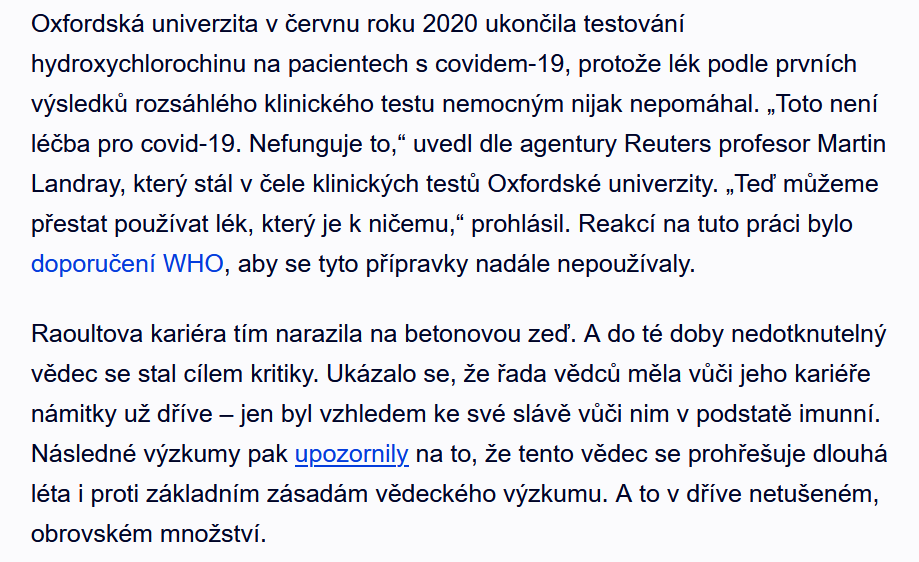 Oxfordská univerzita v červnu roku 2020 ukončila testování
hydroxychlorochinu na pacientech s covidem-19, protože lék podle prvních
výsledků rozsáhlého klinického testu nemocným nijak nepomáhal. „Toto není
léčba pro covid-19. Nefunguje to,“ uvedl dle agentury Reuters profesor Martin
Landray, který stál v čele klinických testů Oxfordské univerzity. „Teď můžeme
přestat používat lék, který je k ničemu,“ prohlásil. Reakcí na tuto práci bylo
doporučení WHO, aby se tyto přípravky nadále nepoužívaly.
Raoultova kariéra tím narazila na betonovou zeď. A do té doby nedotknutelný
vědec se stal cílem kritiky. Ukázalo se, že řada vědců měla vůči jeho kariéře
námitky už dříve – jen byl vzhledem ke své slávě vůči nim v podstatě imunní.
Následné výzkumy pak upozornily na to, že tento vědec se prohřešuje dlouhá
léta i proti základním zásadám vědeckého výzkumu. A to v dříve netušeném,
obrovském množství.